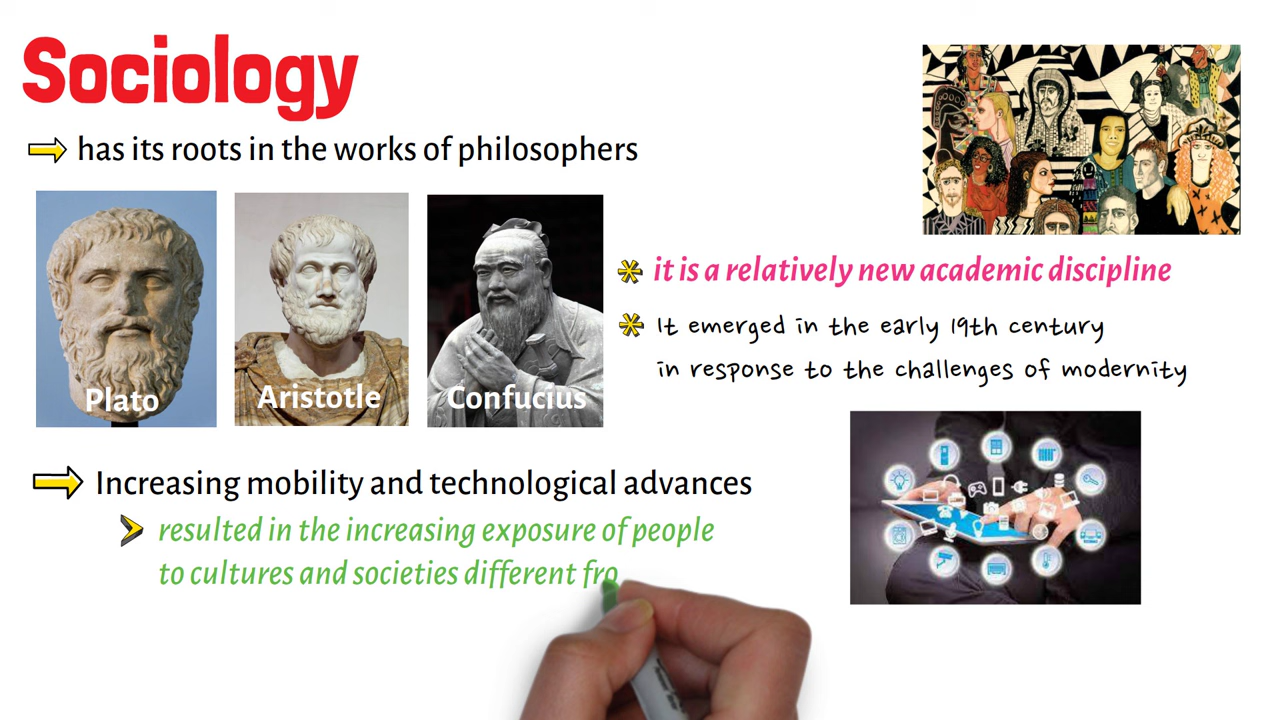 Sociology
has its roots in the works of philosophers
Plato
Aristotle
Confucius
it is a relatively new academic discipline
It emerged in the early 19th century
in response to the challenges of modernity
Increasing mobility and technological advances
resulted in the increasing exposure of people
to cultures and societies different fro